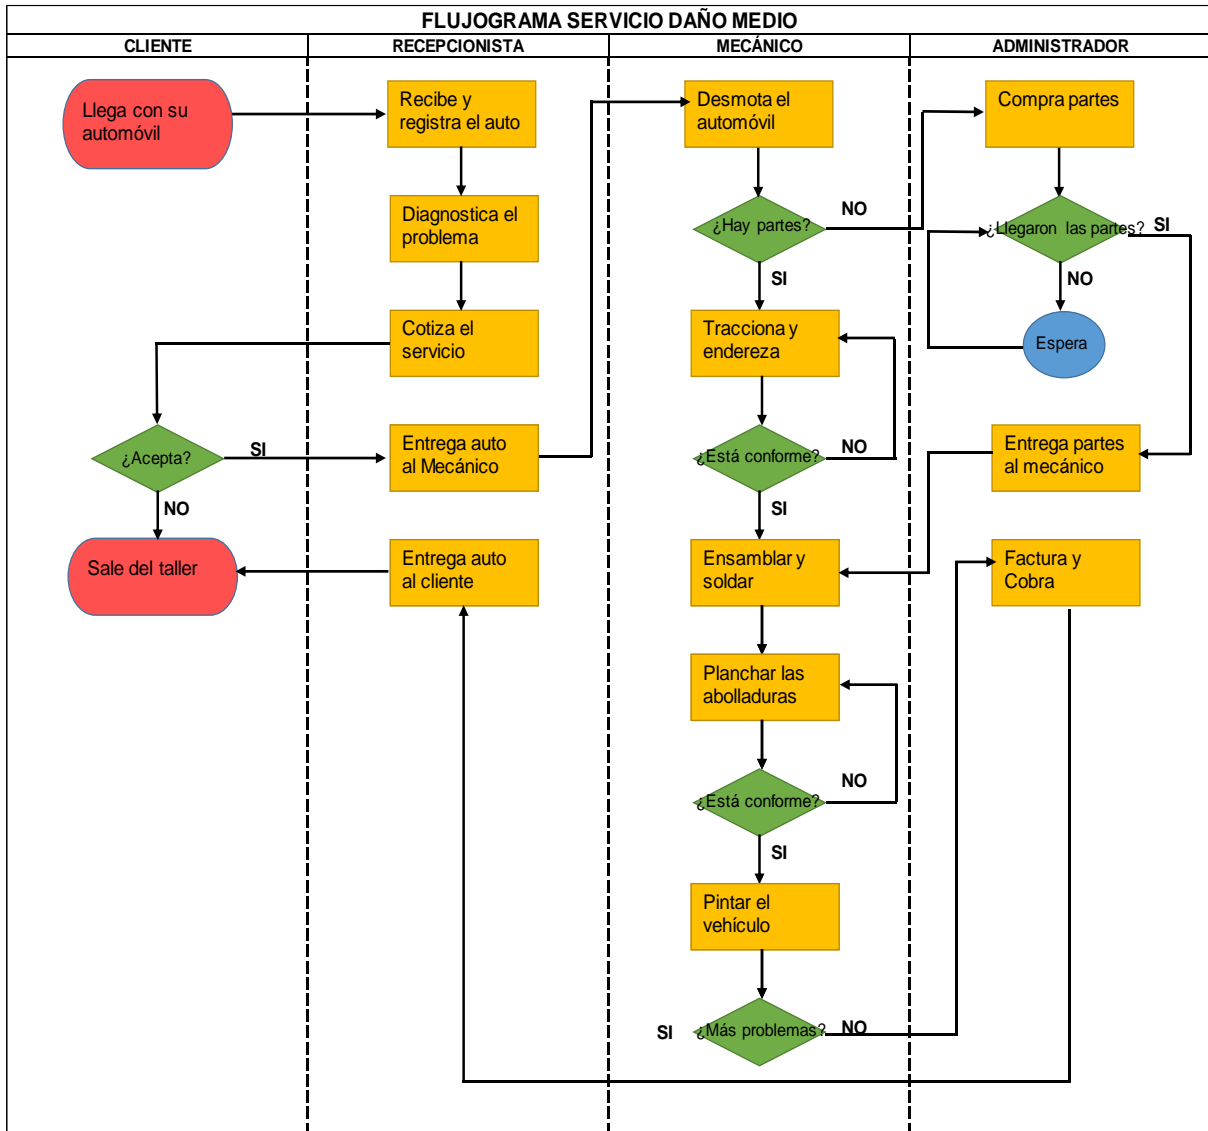 FLUJOGRAMA SERVICIO DAÑO MEDIO
CLIENTE
RECEPCIONISTA
MECÁNICO
ADMINISTRADOR
Llega con su
automóvil
Recibe y
registra el auto
Desmota el
automóvil
Compra partes
Diagnostica el
problema
¿Hay partes?
NO
¿Llegaron las partes?
SI
SI
NO
Cotiza el
servicio
Tracciona y
endereza
Espera
¿Acepta?
SI
NO
Entrega auto
al Mecánico
¿Está conforme?
NO
SI
Entrega partes
al mecánico
Sale del taller
Entrega auto
al cliente
Ensamblar y
soldar
Factura y
Cobra
Planchar las
abolladuras
¿Está conforme?
NO
SI
Pintar el
vehículo
SI
¿Más problemas?
NO